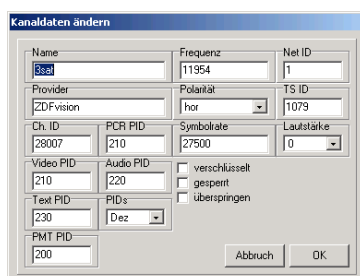 Kanaldaten ändern
Name Frequenz Net ID
3sat 11954 1
Provider Polarität TS ID
ZDFvision hor 1079
Ch. ID PCR PID Symbolrate Lautstärke
28007 210 27500 0
Video PID Audio PID
210 220
verschlüsselt
gesperrt
überspringen
Text PID PIDs
230 Dez
PMT PID
200
Abbruch OK